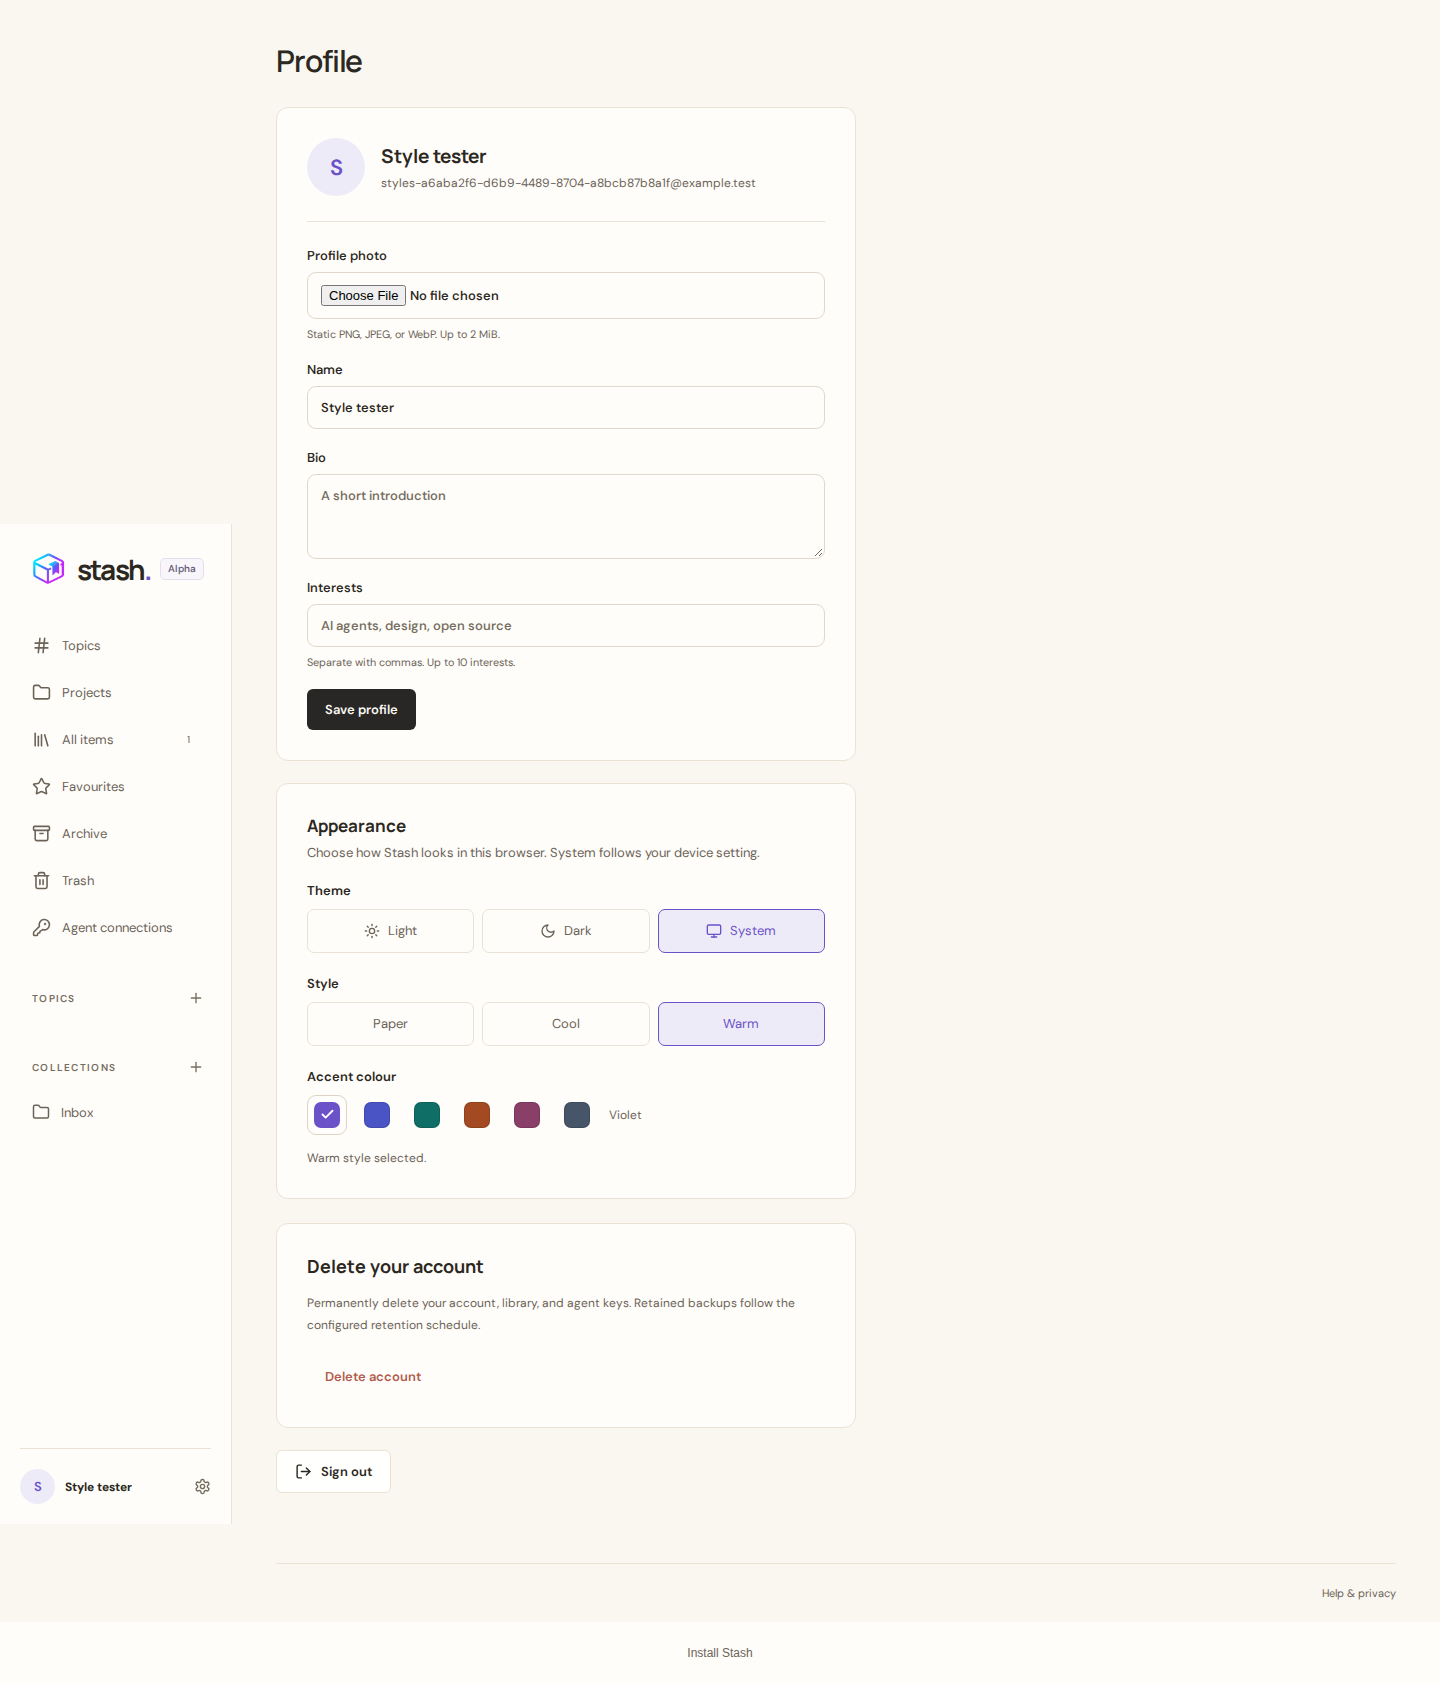 Profile
S
Style tester
styles-a6aba2f6-d6b9-4489-8704-a8bcb87b8a1f@example.test
Profile photo
Choose File No file chosen
Static PNG, JPEG, or WebP. Up to 2 MiB.
Name
Style tester
Bio
A short introduction
Interests
AI agents, design, open source
Separate with commas. Up to 10 interests.
Save profile
stash. Alpha
Topics
Projects
All items 1
Favourites
Archive
Trash
Agent connections
TOPICS
COLLECTIONS
Inbox
S Style tester
Appearance
Choose how Stash looks in this browser. System follows your device setting.
Theme
Light Dark System
Style
Paper Cool Warm
Accent colour
Violet
Warm style selected.
Delete your account
Permanently delete your account, library, and agent keys. Retained backups follow the
configured retention schedule.
Delete account
Sign out
Help & privacy
Install Stash